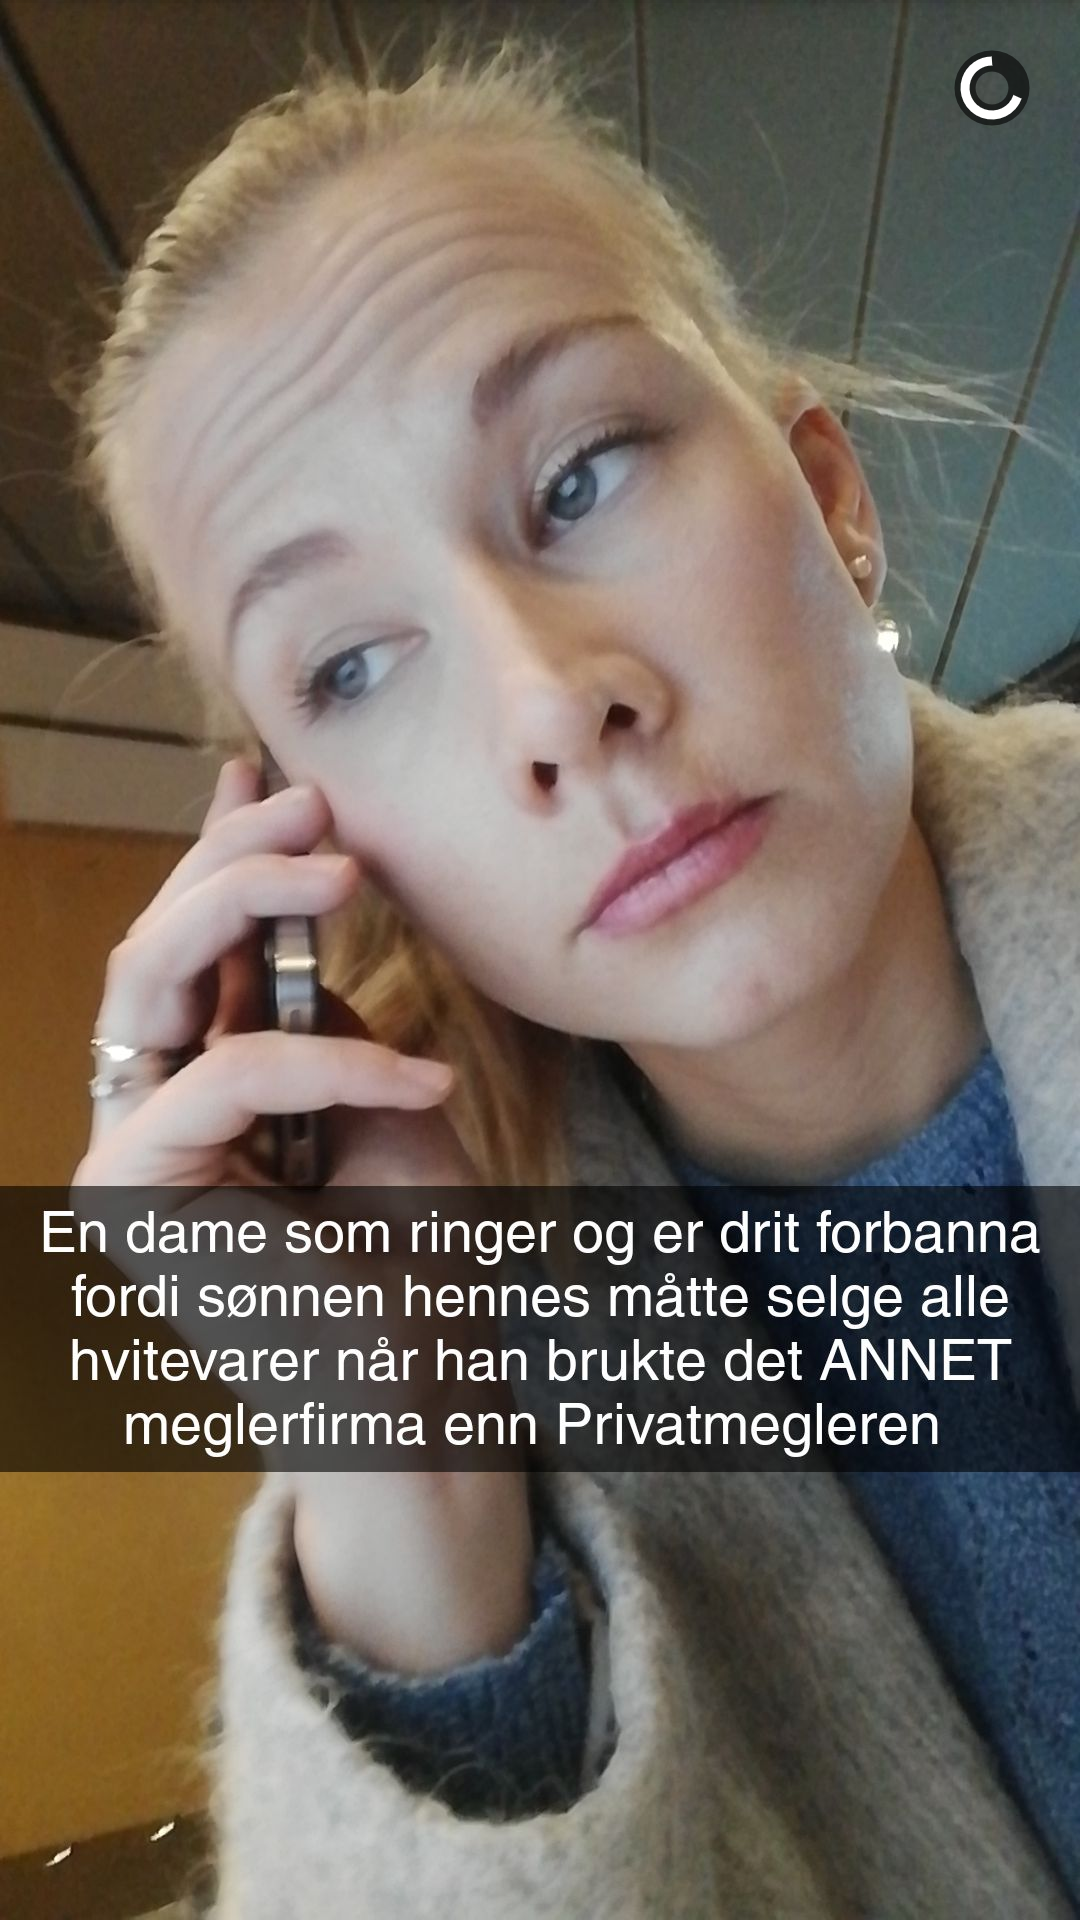 En dame som ringer og er drit forbanna
fordi sønnen hennes måtte selge alle
hvitevarer når han brukte det ANNET
meglerfirma enn Privatmegleren